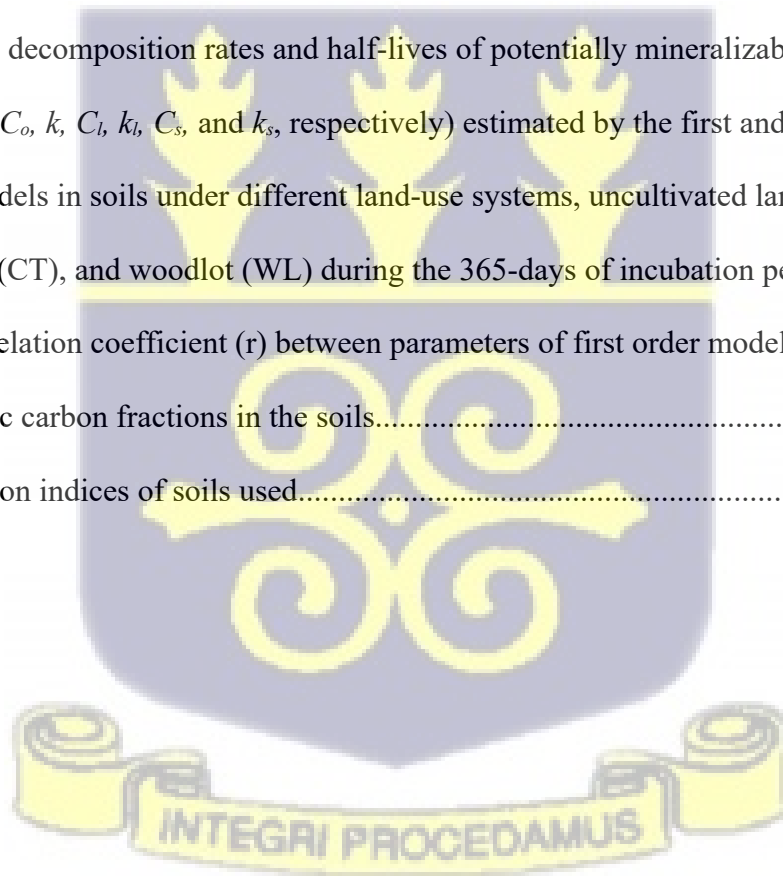 decomposition rates and half-lives of potentially mineralizab
Co, k, Cl, kl, Cs, and ks, respectively) estimated by the first and
dels in soils under different land-use systems, uncultivated lan
(CT), and woodlot (WL) during the 365-days of incubation pe
elation coefficient (r) between parameters of first order model
c carbon fractions in the soils.............................................................
on indices of soils used.........................................................................
INTEGRI PROCEDAMUS